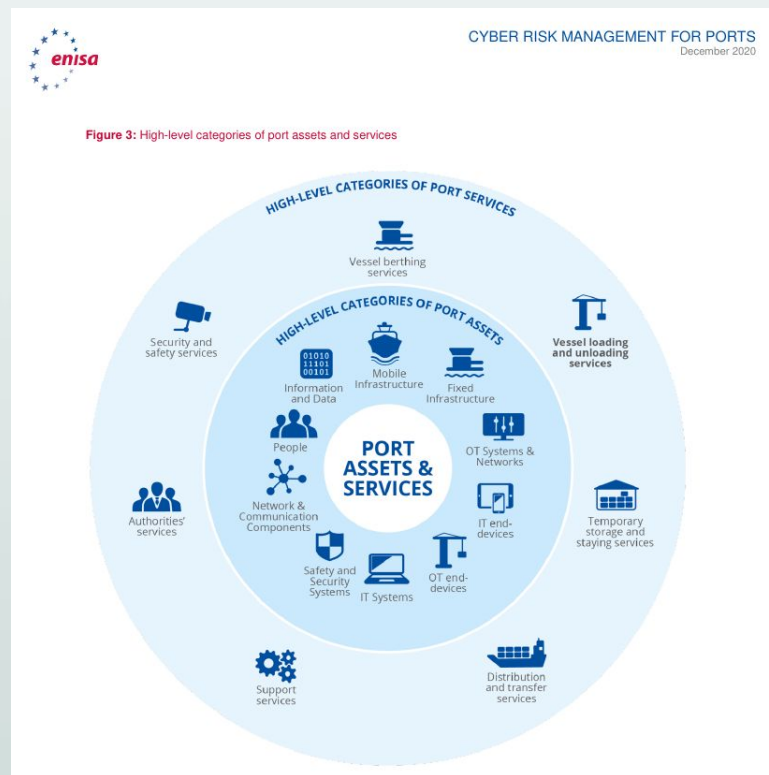 enisa
CYBER RISK MANAGEMENT FOR PORTS
December 2020
Figure 3: High-level categories of port assets and services
HIGH-LEVEL CATEGORIES OF PORT SERVICES
Vessel berthing
services
Security and
safety services
Vessel loading
and unloading
services
HIGH-LEVEL CATEGORIES OF PORT ASSETS
01010
11101
00101
Information
and Data
Mobile
Infrastructure
Fixed
Infrastructure
People
PORT
ASSETS &
SERVICES
OT Systems &
Networks
Network &
Communication
Components
IT end-
devices
Safety and
Security
Systems
IT Systems
OT end-
devices
Authorities'
services
Temporary
storage and
staying services
Support
services
Distribution
and transfer
services